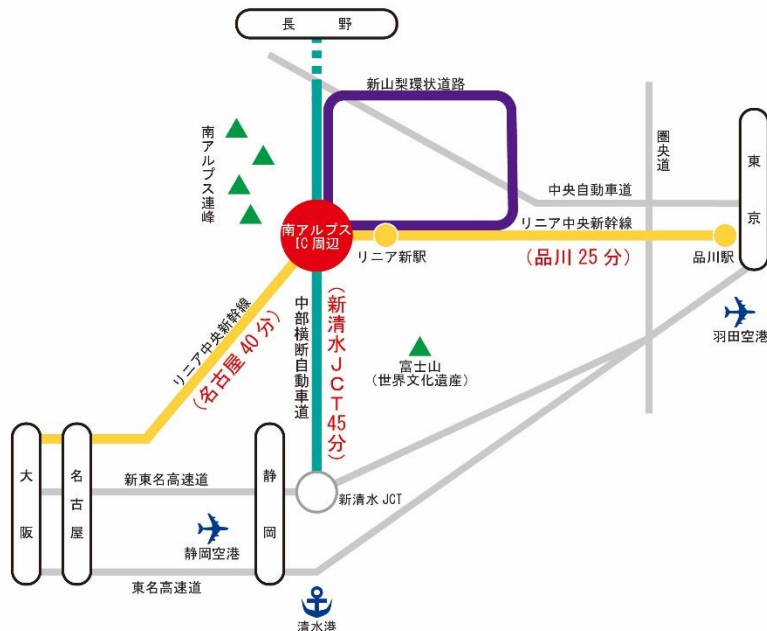 長野
新山梨環状道路
南アルプス連峰
圏央道
東京
中央自動車道
南アルプス
IC周辺
リニア中央新幹線
リニア新駅
(品川25分)
品川駅
羽田空港
リニア中央新幹線
(名古屋40分)
中部横断自動車道
(新清水JCT45分)
富士山
(世界文化遺産)
大阪
名古屋
静岡
新東名高速道
新清水JCT
静岡空港
東名高速道
清水港